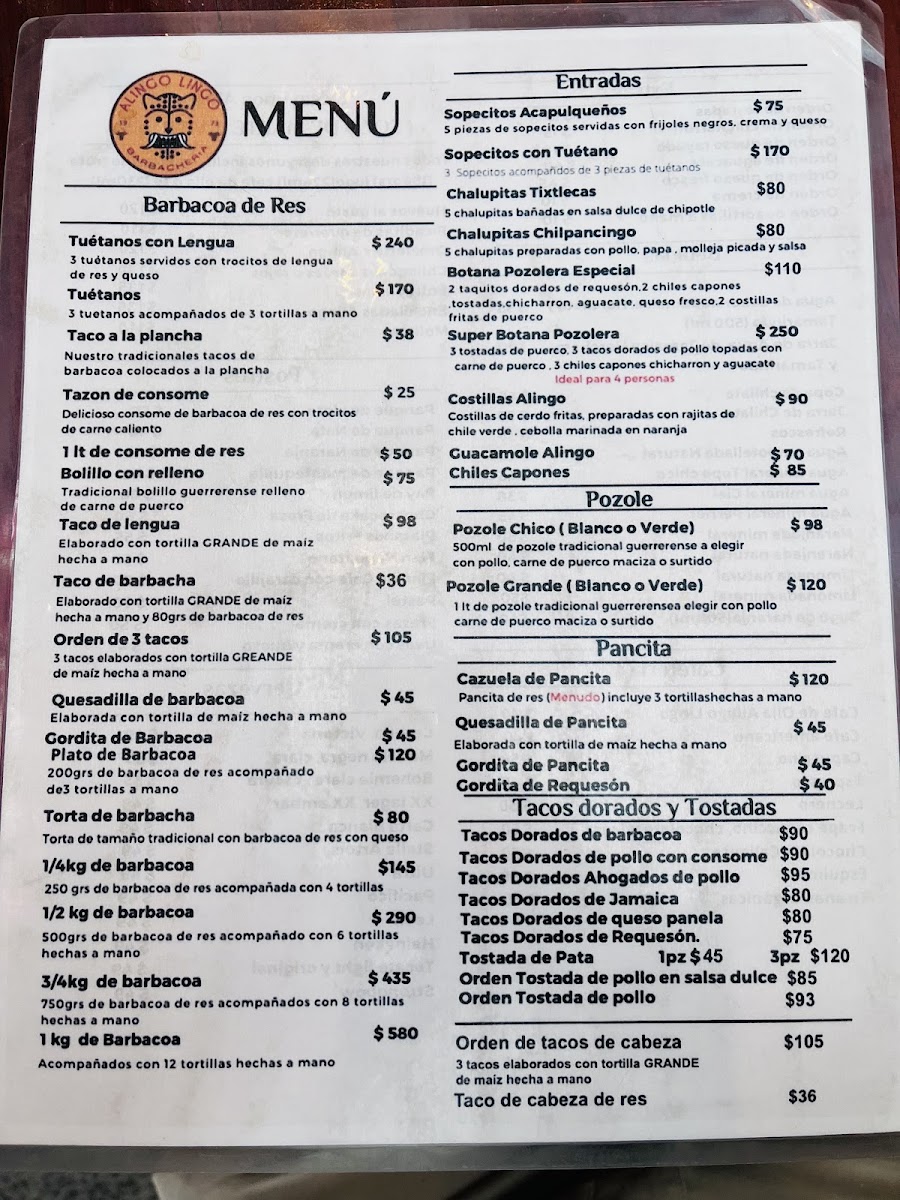 ALINGO LINGO
BARBACHERIA
MENÚ
Barbacoa de Res
Tuétanos con Lengua $ 240
3 tuétanos servidos con trocitos de lengua
de res y queso
Tuétanos $ 170
3 tuetanos acompañados de 3 tortillas a mano
Taco a la plancha $ 38
Nuestro tradicionales tacos de
barbacoa colocados a la plancha
Tazon de consome $ 25
Delicioso consome de barbacoa de res con trocitos
de carne caliento
1 lt de consome de res $ 50
Bolillo con relleno $ 75
Tradicional bolillo guerrerense relleno
de carne de puerco
Taco de lengua $ 98
Elaborado con tortilla GRANDE de maíz
hecha a mano
Taco de barbacha $36
Elaborado con tortilla GRANDE de maíz
hecha a mano y 80grs de barbacoa de res
Orden de 3 tacos $ 105
3 tacos elaborados con tortilla GREANDE
de maíz hecha a mano
Quesadilla de barbacoa $ 45
Elaborada con tortilla de maíz hecha a mano
Gordita de Barbacoa $ 45
Plato de Barbacoa $ 120
200grs de barbacoa de res acompañado
de3 tortillas a mano
Torta de barbacha $ 80
Torta de tamaño tradicional con barbacoa de res con queso
1/4kg de barbacoa $145
250 grs de barbacoa de res acompañada con 4 tortillas
1/2 kg de barbacoa $ 290
500grs de barbacoa de res acompañado con 6 tortillas
hechas a mano
3/4kg de barbacoa $ 435
750grs de barbacoa de res acompañados con 8 tortillas
hechas a mano
1 kg de Barbacoa $ 580
Acompañados con 12 tortillas hechas a mano
Entradas
Sopecitos Acapulqueños $ 75
5 piezas de sopecitos servidas con frijoles negros, crema y queso
Sopecitos con Tuétano $ 170
3 Sopecitos acompañdos de 3 piezas de tuétanos
Chalupitas Tixtlecas $80
5 chalupitas bañadas en salsa dulce de chipotle
Chalupitas Chilpancingo $80
5 chalupitas preparadas con pollo, papa , molleja picada y salsa
Botana Pozolera Especial $110
2 taquitos dorados de requesón,2 chiles capones
,tostadas,chicharron, aguacate, queso fresco,2 costillas
fritas de puerco
Super Botana Pozolera $ 250
3 tostadas de puerco, 3 tacos dorados de pollo topadas con
carne de puerco , 3 chiles capones chicharron y aguacate
Ideal para 4 personas
Costillas Alingo $ 90
Costillas de cerdo fritas, preparadas con rajitas de
chile verde , cebolla marinada en naranja
Guacamole Alingo $ 70
Chiles Capones $ 85
Pozole
Pozole Chico ( Blanco o Verde) $ 98
500ml de pozole tradicional guerrerense a elegir
con pollo, carne de puerco maciza o surtido
Pozole Grande ( Blanco o Verde) $ 120
1 lt de pozole tradicional guerrerensea elegir con pollo
carne de puerco maciza o surtido
Pancita
Cazuela de Pancita $ 120
Pancita de res (Menudo) incluye 3 tortillashechas a mano
Quesadilla de Pancita $ 45
Elaborada con tortilla de maíz hecha a mano
Gordita de Pancita $ 45
Gordita de Requesón $ 40
Tacos dorados y Tostadas
Tacos Dorados de barbacoa $90
Tacos Dorados de pollo con consome $90
Tacos Dorados Ahogados de pollo $95
Tacos Dorados de Jamaica $80
Tacos Dorados de queso panela $80
Tacos Dorados de Requesón. $75
Tostada de Pata 1pz $ 45 3pz $120
Orden Tostada de pollo en salsa dulce $85
Orden Tostada de pollo $93
Orden de tacos de cabeza $105
3 tacos elaborados con tortilla GRANDE
de maíz hecha a mano
Taco de cabeza de res $36